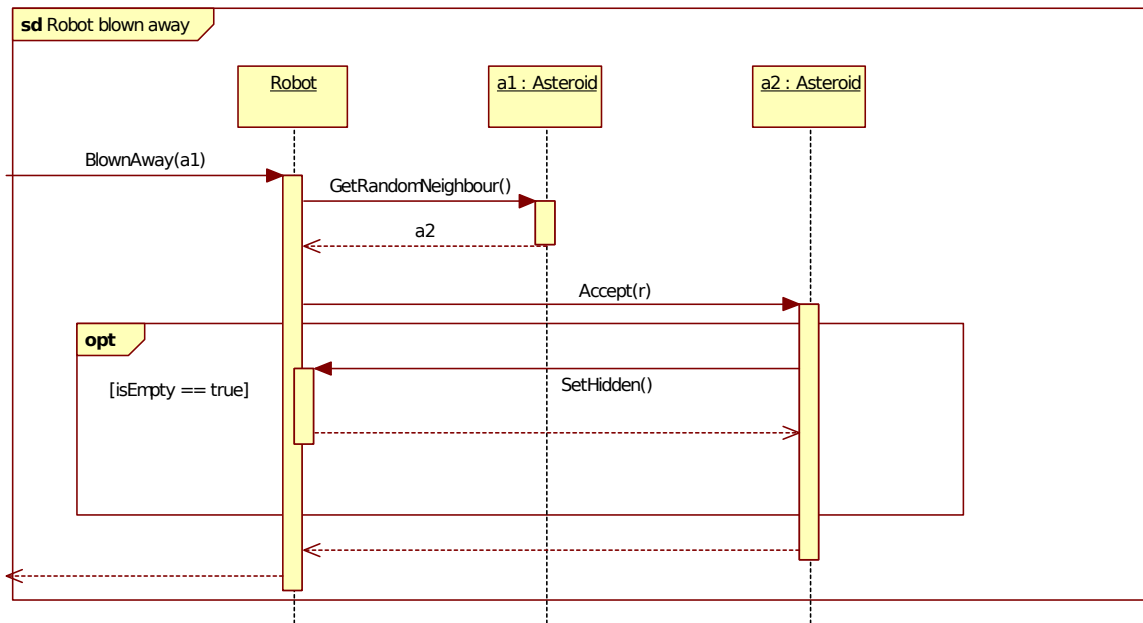 sd Robot blown away
Robot
a1 : Asteroid
a2 : Asteroid
BlownAway(a1)
GetRandomNeighbour()
a2
Accept(r)
opt
[isEmpty == true]
SetHidden()